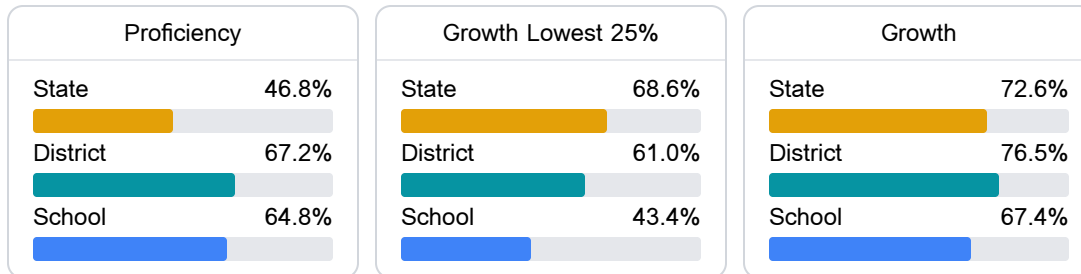 Proficiency
State 46.8%
District 67.2%
School 64.8%
Growth Lowest 25%
State 68.6%
District 61.0%
School 43.4%
Growth
State 72.6%
District 76.5%
School 67.4%